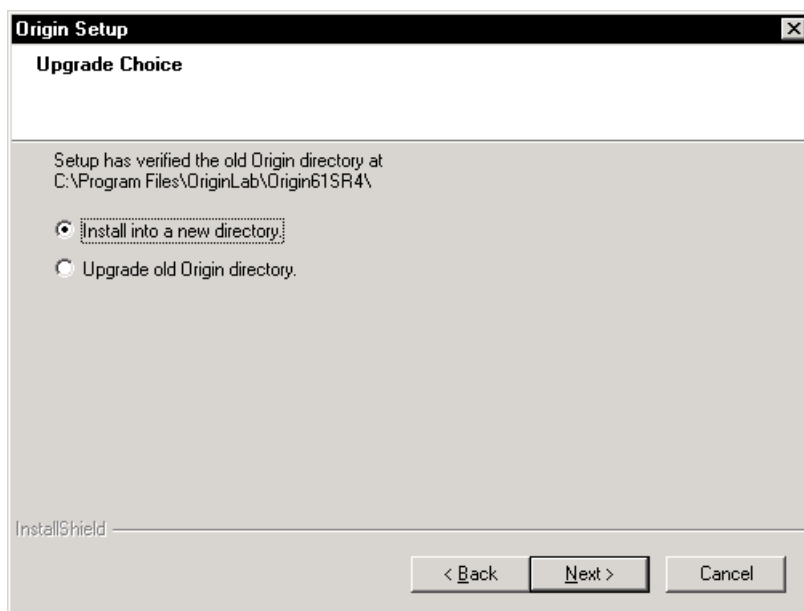 Origin Setup
Upgrade Choice
Setup has verified the old Origin directory at
C:\Program Files\OriginLab\Origin61SR4\
Install into a new directory.
Upgrade old Origin directory.
InstallShield
< Back
Next >
Cancel